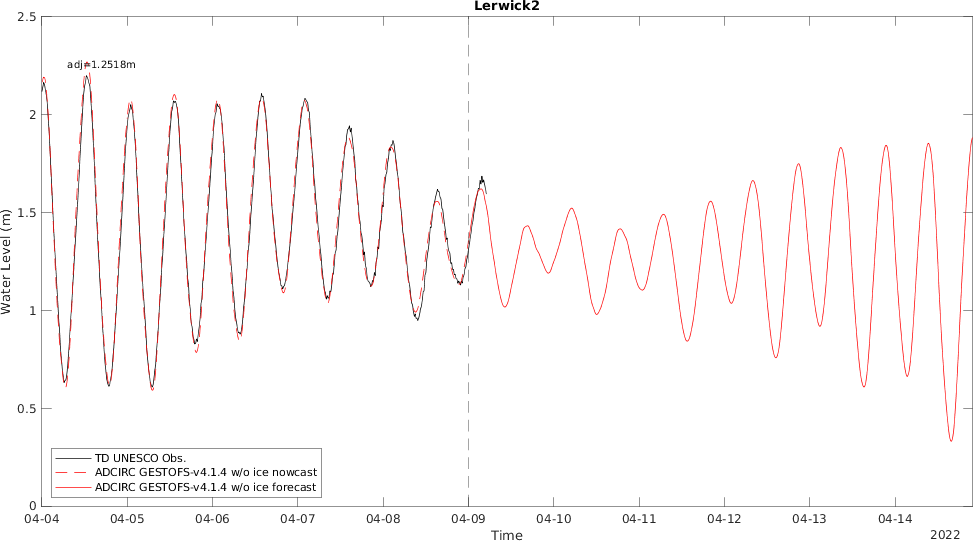 Lerwick2
adj=1.2518m
2.5
2
1.5
1
0.5
0
Water Level (m)
TD UNESCO Obs.
ADCIRC GESTOFS-v4.1.4 w/o ice nowcast
ADCIRC GESTOFS-v4.1.4 w/o ice forecast
04-04 04-05 04-06 04-07 04-08 04-09 04-10 04-11 04-12 04-13 04-14
Time
2022